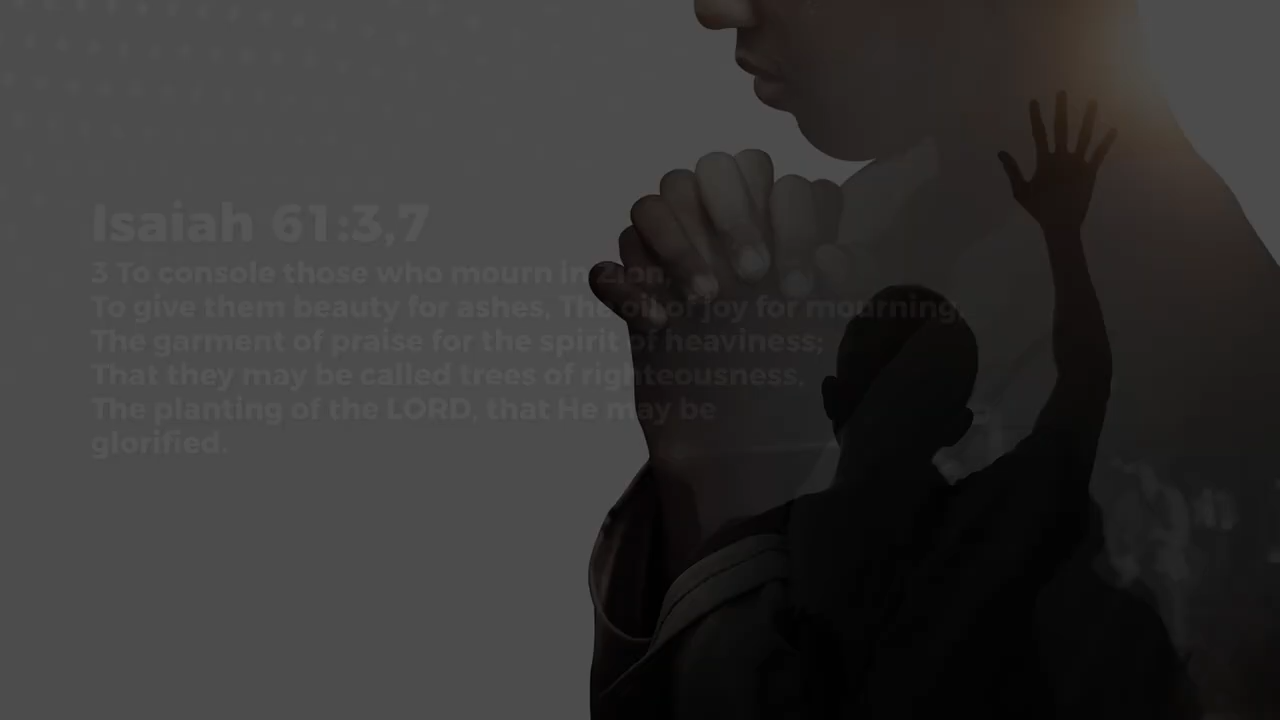 Isaiah 61:3,7
3 To console those who mourn in Zion,
To give them beauty for ashes, The oil of joy for mourning,
The garment of praise for the spirit of heaviness;
That they may be called trees of righteousness.
The planting of the LORD, that He may be
glorified.